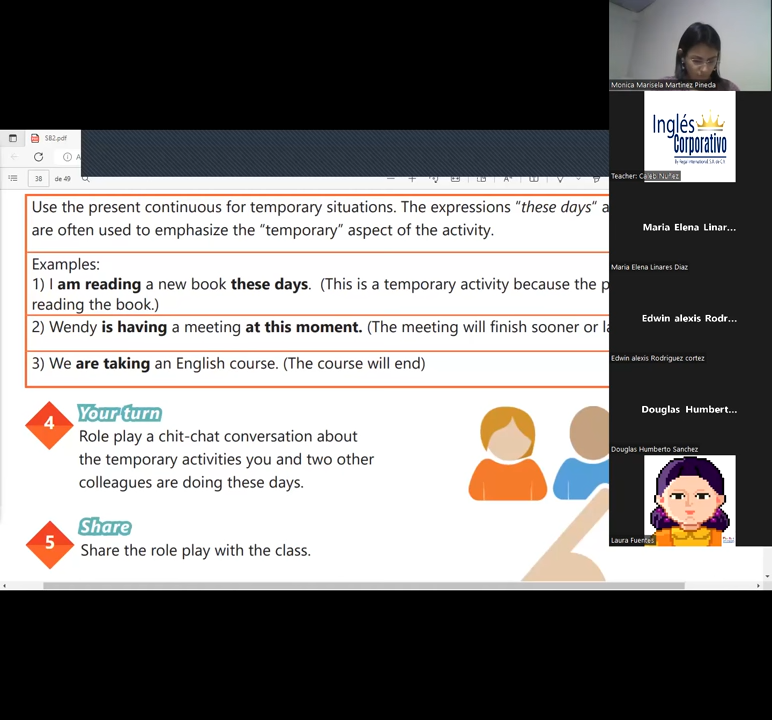 SB2.pdf
38 de 49
Use the present continuous for temporary situations. The expressions "these days" a
are often used to emphasize the "temporary" aspect of the activity.
Examples:
1) I am reading a new book these days. (This is a temporary activity because the p
reading the book.)
2) Wendy is having a meeting at this moment. (The meeting will finish sooner or la
3) We are taking an English course. (The course will end)
4 Your turn
Role play a chit-chat conversation about
the temporary activities you and two other
colleagues are doing these days.
5 Share
Share the role play with the class.
Monica Marisela Martinez Pineda
Inglés
Corporativo
Teacher: Caleb Nuñez
Maria Elena Linar...
Maria Elena Linares Diaz
Edwin alexis Rodr...
Edwin alexis Rodriguez cortez
Douglas Humbert...
Douglas Humberto Sanchez
Laura Fuentes